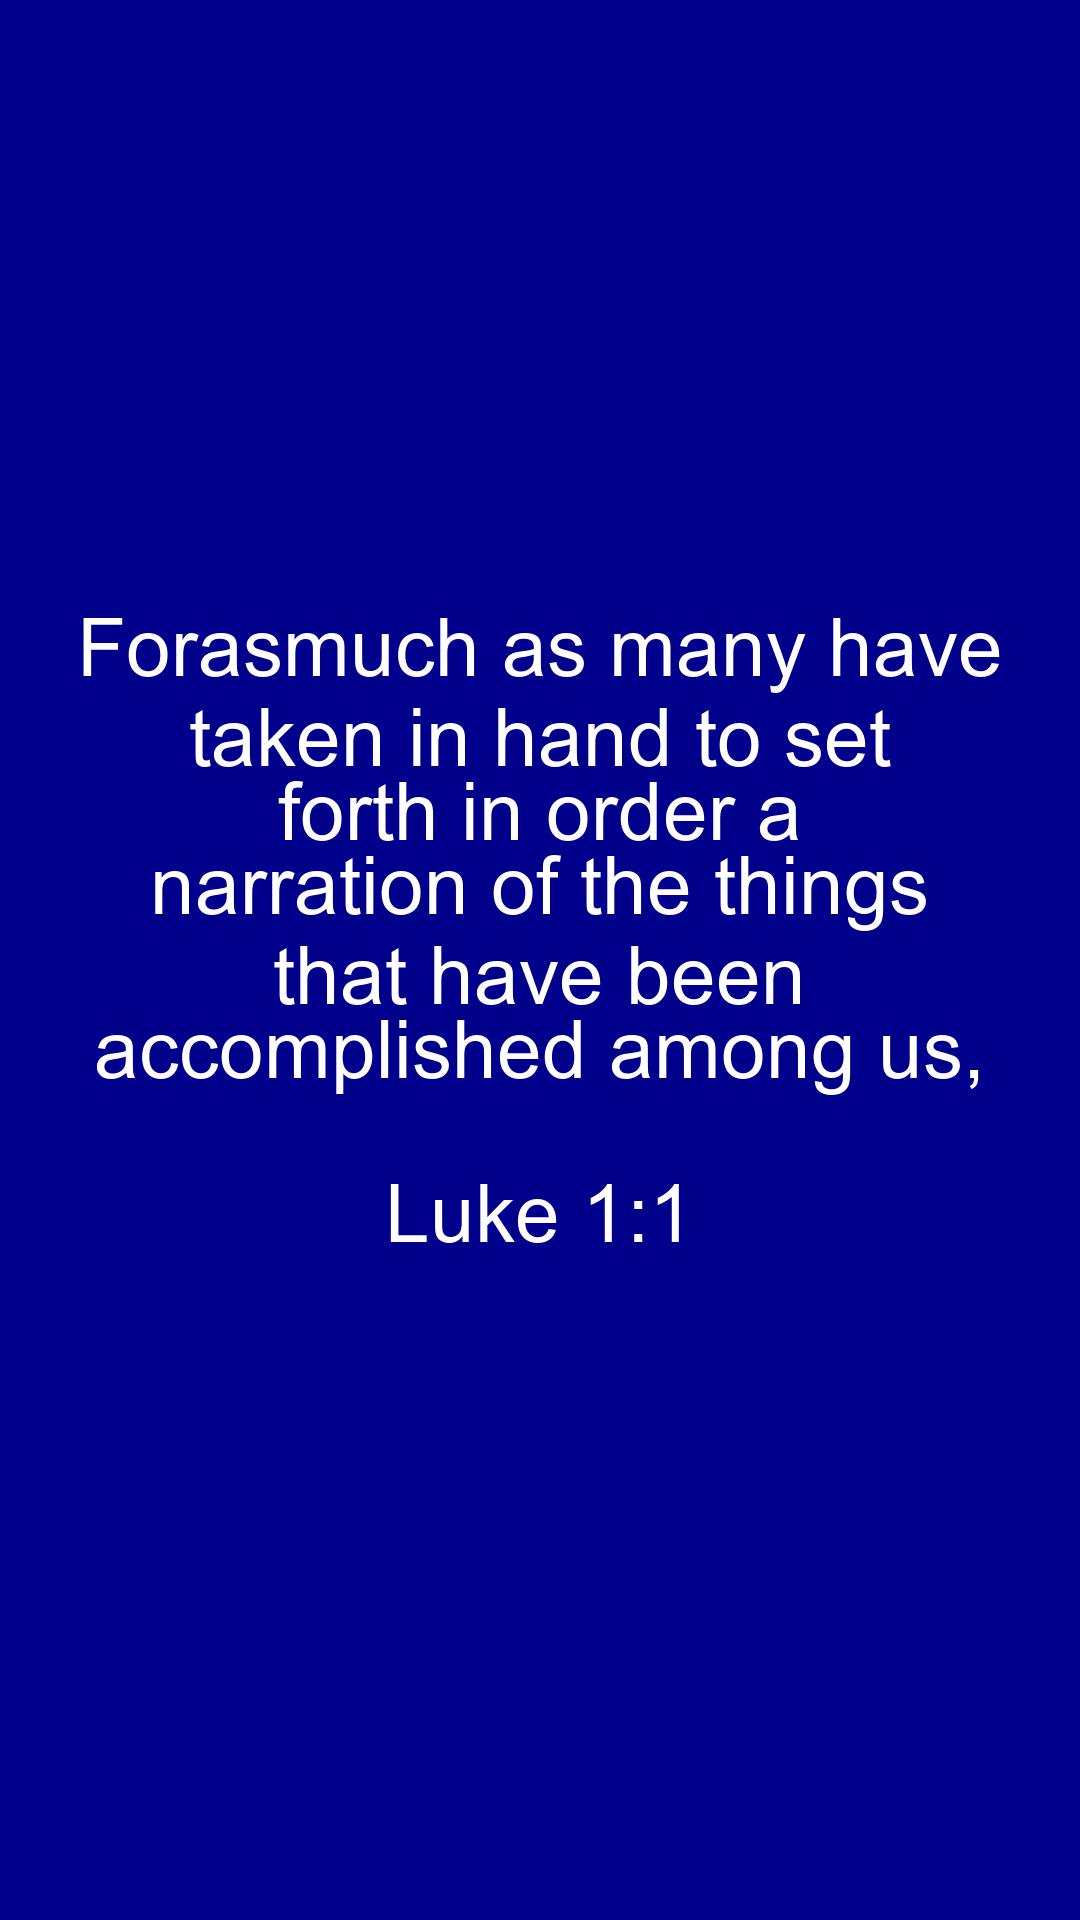 Forasmuch as many have
taken in hand to set
forth in order a
narration of the things
that have been
accomplished among us,
Luke 1:1